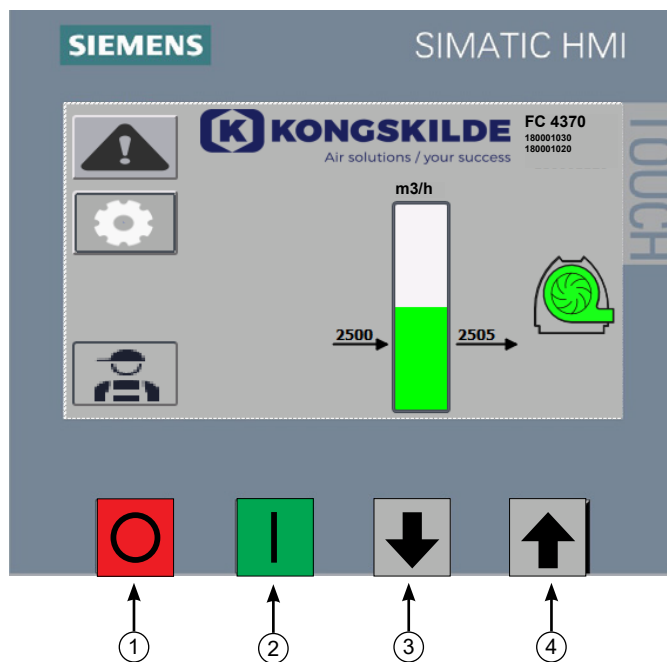 SIEMENS
SIMATIC HMI
TOUCH
K KONGSKILDE
Air solutions / your success
FC 4370
180001030
180001020
m3/h
2500
2505
1
2
3
4